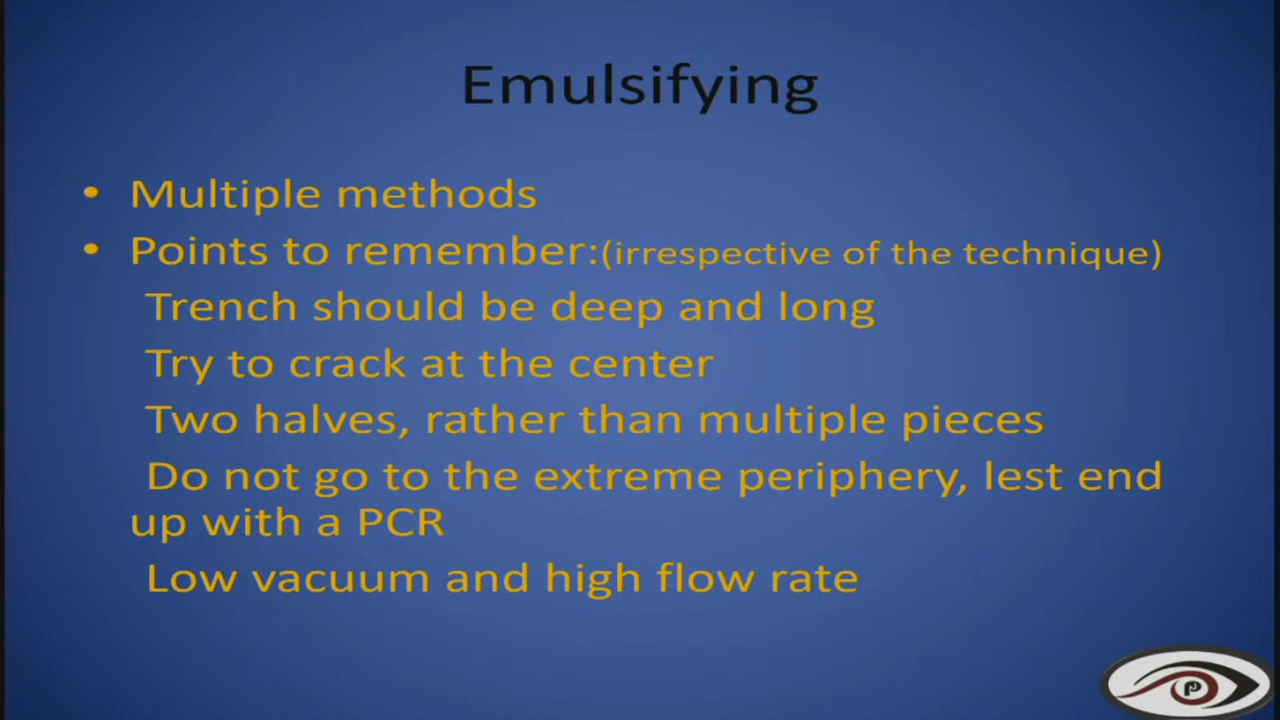 Emulsifying
• Multiple methods
• Points to remember:(irrespective of the technique)
Trench should be deep and long
Try to crack at the center
Two halves, rather than multiple pieces
Do not go to the extreme periphery, lest end
up with a PCR
Low vacuum and high flow rate